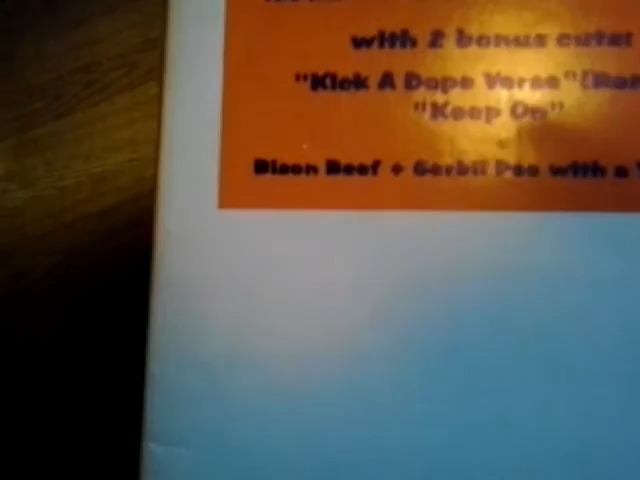 with 2 bonus cuts:
"Kick A Dope Verse" (
"Keep On"
Bison Beef + Gerbil Pee with a